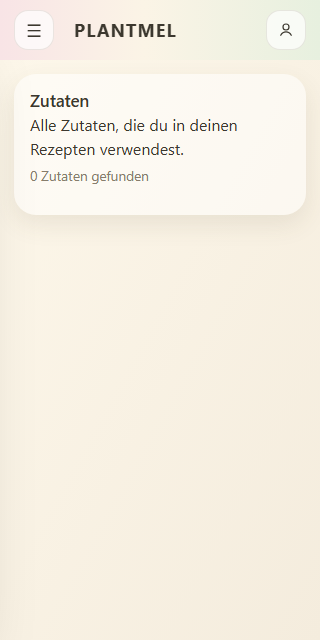 PLANTMEL
Zutaten
Alle Zutaten, die du in deinen
Rezepten verwendest.
0 Zutaten gefunden